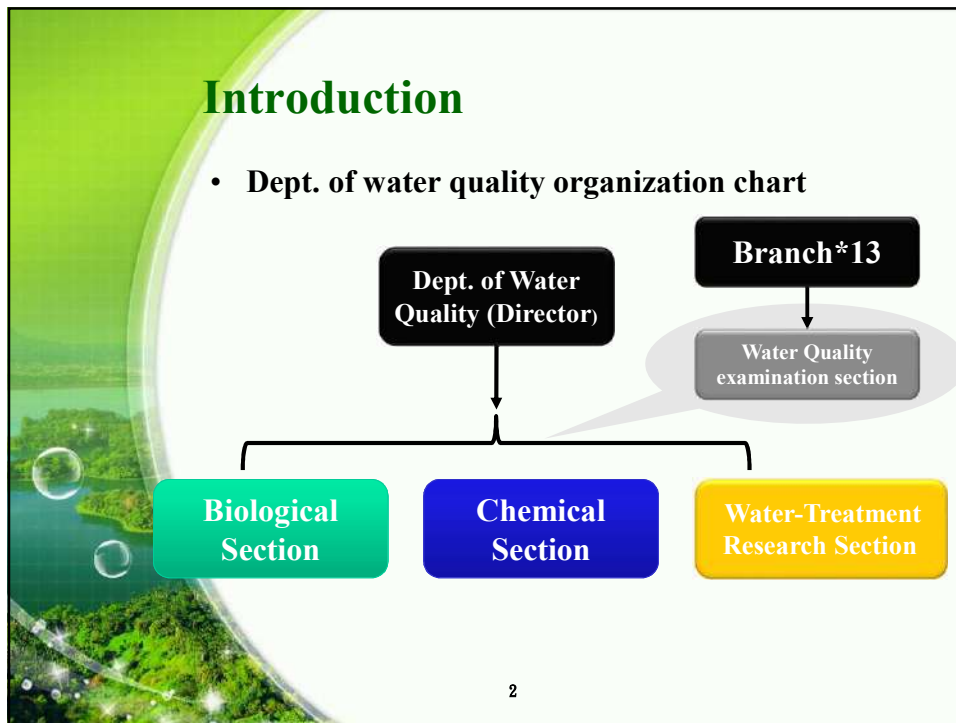 Introduction
• Dept. of water quality organization chart
Branch*13
Dept. of Water
Quality (Director)
Water Quality
examination section
Biological
Section
Chemical
Section
Water-Treatment
Research Section
2